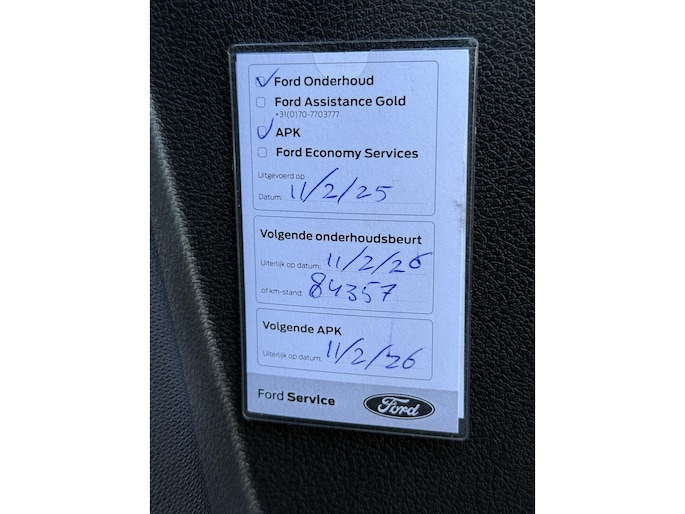 Ford Onderhoud
Ford Assistance Gold
+31(0)70-7703777
APK
Ford Economy Services
Uitgevoerd op
Datum: 11/2/25
Volgende onderhoudsbeurt
Uiterlijk op datum: 11/2/26
of km-stand: 84357
Volgende APK
Uiterlijk op datum: 11/2/26
Ford Service
Ford